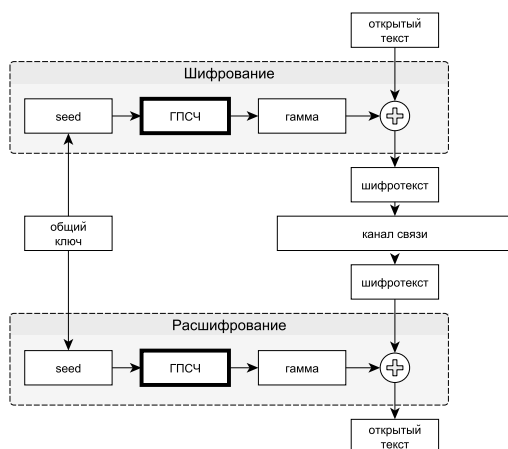 открытый
текст
Шифрование
seed
ГПСЧ
гамма
шифротекст
общий
ключ
канал связи
шифротекст
Расшифрование
seed
ГПСЧ
гамма
открытый
текст